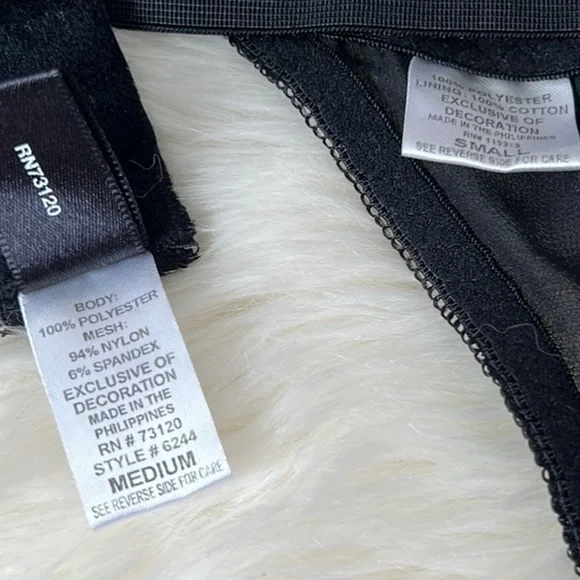 RN73120
BODY:
100% POLYESTER
MESH:
94% NYLON
6% SPANDEX
EXCLUSIVE OF
DECORATION
MADE IN THE
PHILIPPINES
RN # 73120
STYLE # 6244
MEDIUM
SEE REVERSE SIDE FOR CARE
100% POLYESTER
LINING: 100% COTTON
EXCLUSIVE OF
DECORATION
MADE IN THE PHILIPPINES
RN#
SMALL
SEE REVERSE SIDE FOR CARE